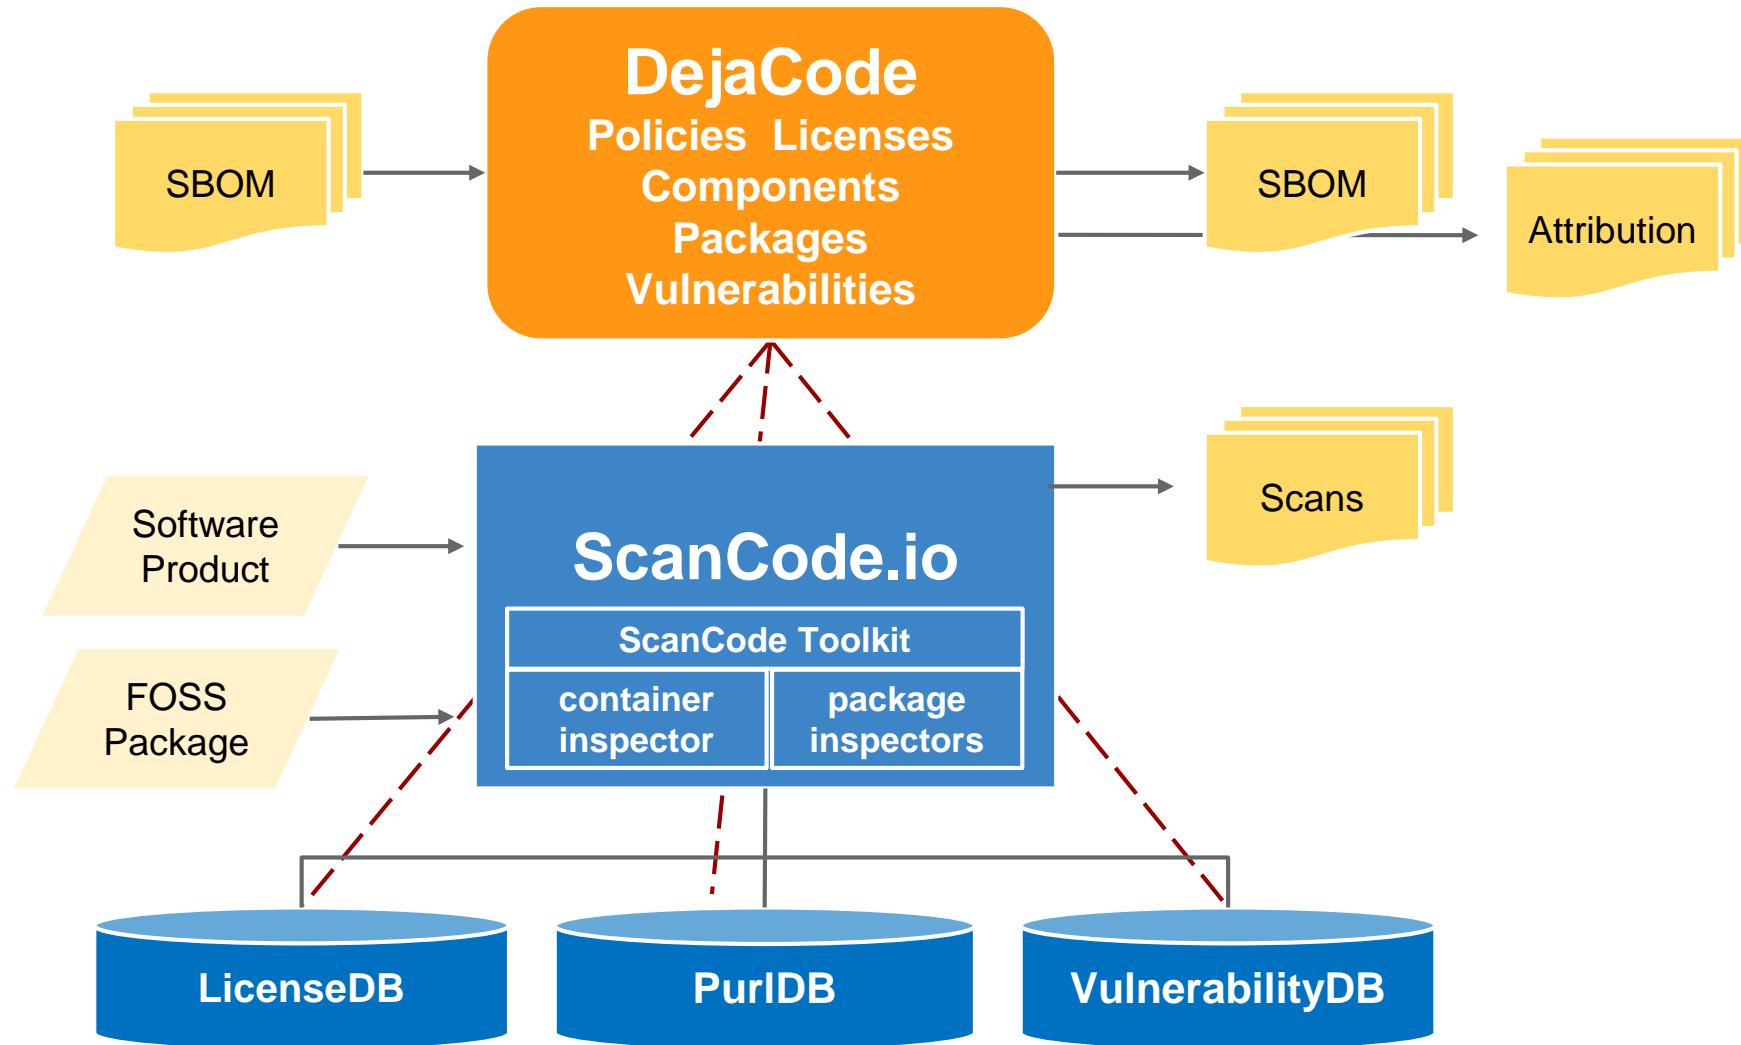 DejaCode
Policies Licenses
Components
Packages
Vulnerabilities
SBOM
SBOM
Attribution
Software
Product
FOSS
Package
ScanCode.io
ScanCode Toolkit
container
inspector
package
inspectors
Scans
LicenseDB
PurlDB
VulnerabilityDB